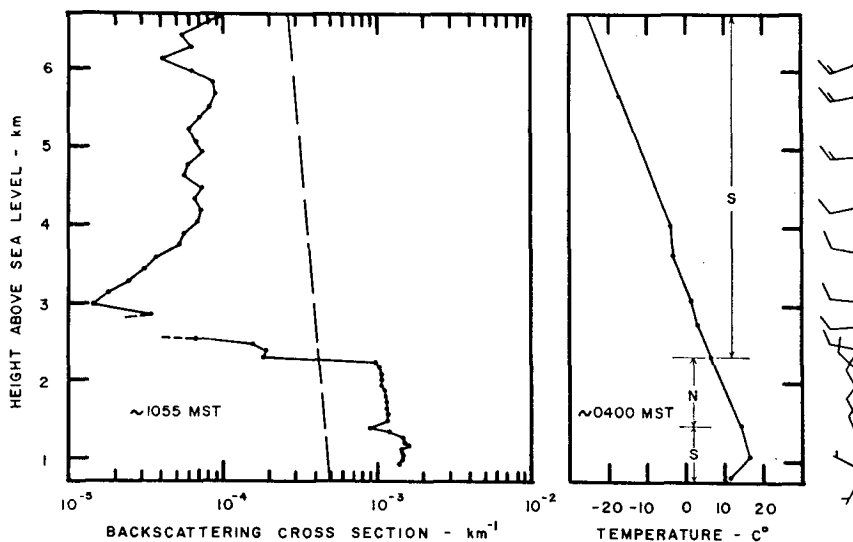 HEIGHT ABOVE SEA LEVEL - km
6
5
4
3
2
1
~1055 MST
10-5
10-4
10-3
10-2
BACKSCATTERING CROSS SECTION - km-1
S
N
S
~0400 MST
-20 -10 0 10 20
TEMPERATURE - C°